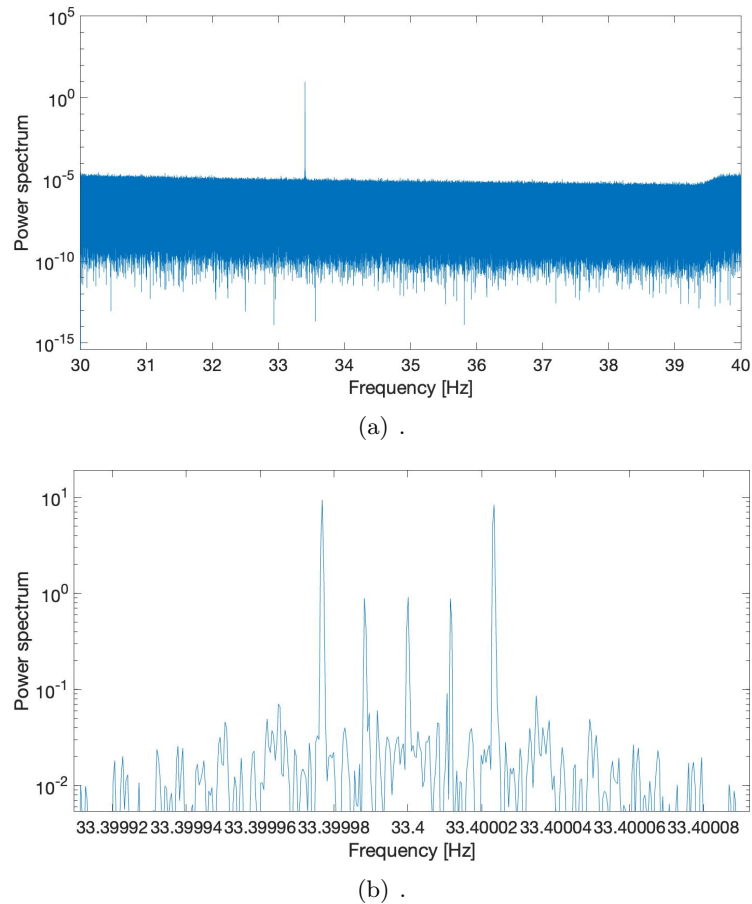 10^5
10^0
10^-5
10^-10
10^-15
Power spectrum
30 31 32 33 34 35 36 37 38 39 40
Frequency [Hz]
(a) .
10^1
10^0
10^-1
10^-2
Power spectrum
33.39992 33.39994 33.39996 33.39998 33.4 33.40002 33.40004 33.40006 33.40008
Frequency [Hz]
(b) .